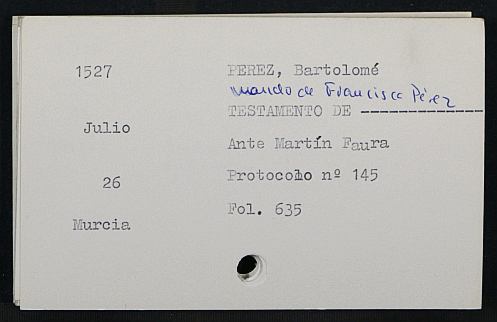 1527
PEREZ, Bartolomé
marido de Francisca Pérez
TESTAMENTO DE -------------
Julio
Ante Martín Faura
26
Protocolo nº 145
Murcia
Fol. 635